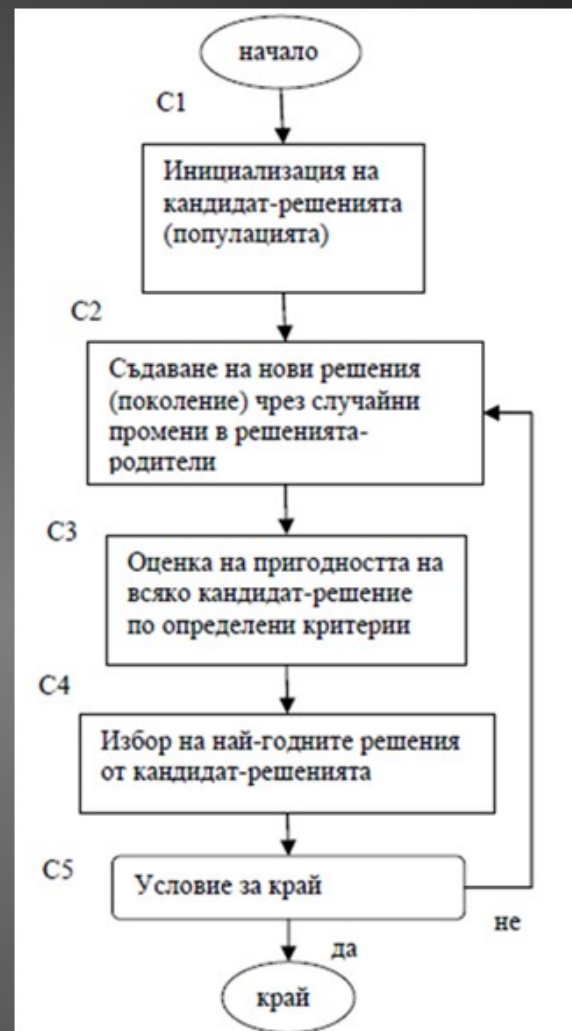 начало
C1
Инициализация на
кандидат-решенията
(популацията)
C2
Съдаване на нови решения
(поколение) чрез случайни
промени в решенията-
родители
C3
Оценка на пригодността на
всяко кандидат-решение
по определени критерии
C4
Избор на най-годните решения
от кандидат-решенията
C5
Условие за край
не
да
край